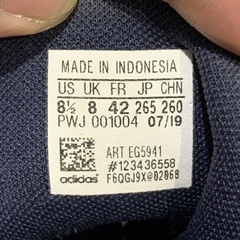 MADE IN INDONESIA
US UK FR JP CHN
8½ 8 42 265 260
PWJ 001004 07/19
ART EG5941
#123436558
adidas F6QGJ9X@02068